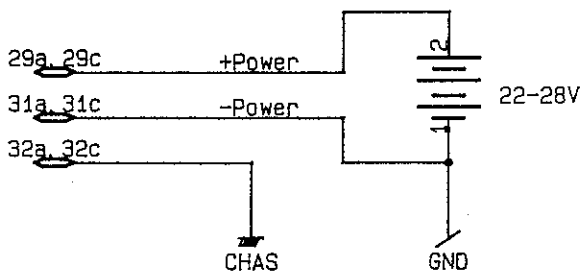 2
29a, 29c
+Power
22-28V
31a, 31c
-Power
1
32a, 32c
CHAS
GND